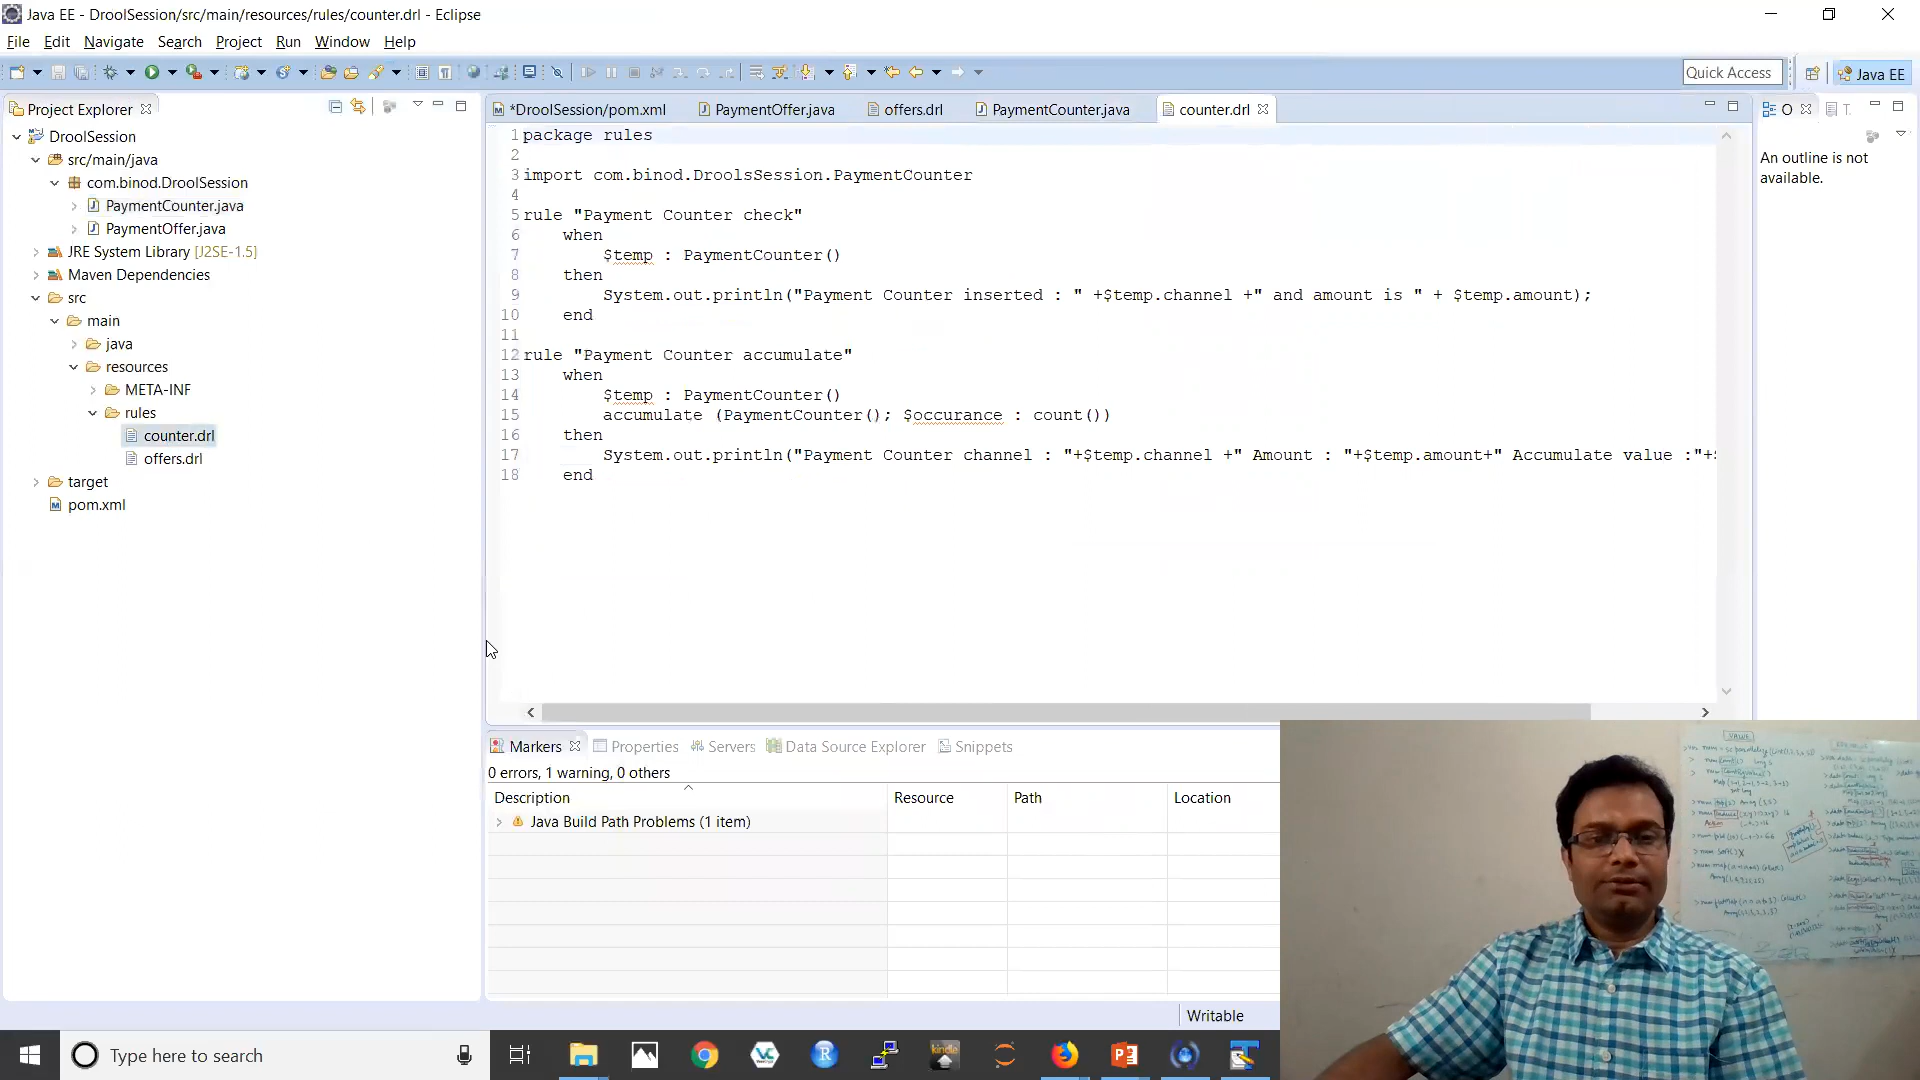 Java EE - DroolSession/src/main/resources/rules/counter.drl - Eclipse
File Edit Navigate Search Project Run Window Help
Quick Access
Java EE
Project Explorer
DroolSession
src/main/java
com.binod.DroolSession
PaymentCounter.java
PaymentOffer.java
JRE System Library [J2SE-1.5]
Maven Dependencies
src
main
java
resources
META-INF
rules
counter.drl
offers.drl
target
pom.xml
*DroolSession/pom.xml PaymentOffer.java offers.drl PaymentCounter.java counter.drl
1 package rules
2
3 import com.binod.DroolsSession.PaymentCounter
4
5 rule "Payment Counter check"
6 when
7 $temp : PaymentCounter()
8 then
9 System.out.println("Payment Counter inserted : " +$temp.channel +" and amount is " + $temp.amount);
10 end
11
12 rule "Payment Counter accumulate"
13 when
14 $temp : PaymentCounter()
15 accumulate (PaymentCounter(); $occurance : count())
16 then
17 System.out.println("Payment Counter channel : "+$temp.channel +" Amount : "+$temp.amount+" Accumulate value :"+
18 end
O T.
An outline is not
available.
Markers Properties Servers Data Source Explorer Snippets
0 errors, 1 warning, 0 others
Description Resource Path Location
Java Build Path Problems (1 item)
Writable
VALUE
Type here to search
kindle